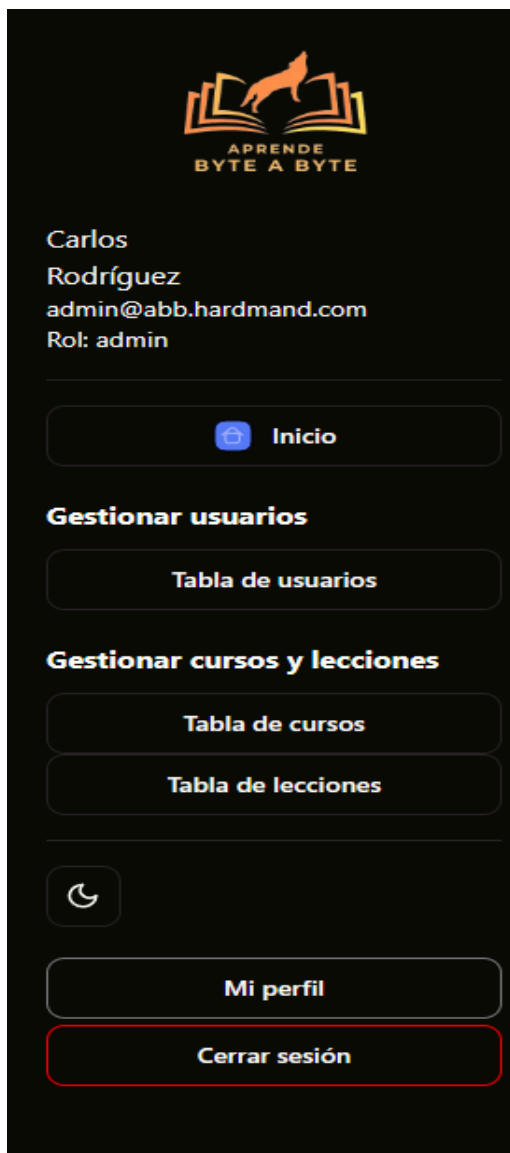 APRENDE
BYTE A BYTE
Carlos
Rodríguez
admin@abb.hardmand.com
Rol: admin
Inicio
Gestionar usuarios
Tabla de usuarios
Gestionar cursos y lecciones
Tabla de cursos
Tabla de lecciones
Mi perfil
Cerrar sesión